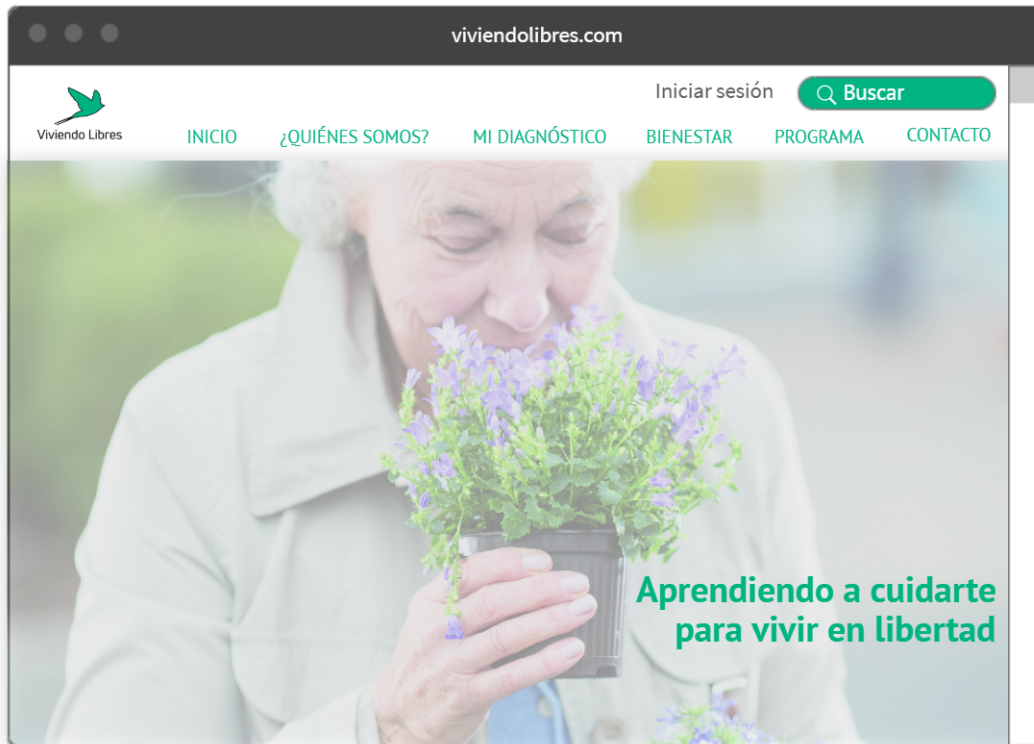 viviendolibres.com
Iniciar sesión
Buscar
Viviendo Libres
INICIO ¿QUIÉNES SOMOS? MI DIAGNÓSTICO BIENESTAR PROGRAMA CONTACTO
Aprendiendo a cuidarte
para vivir en libertad